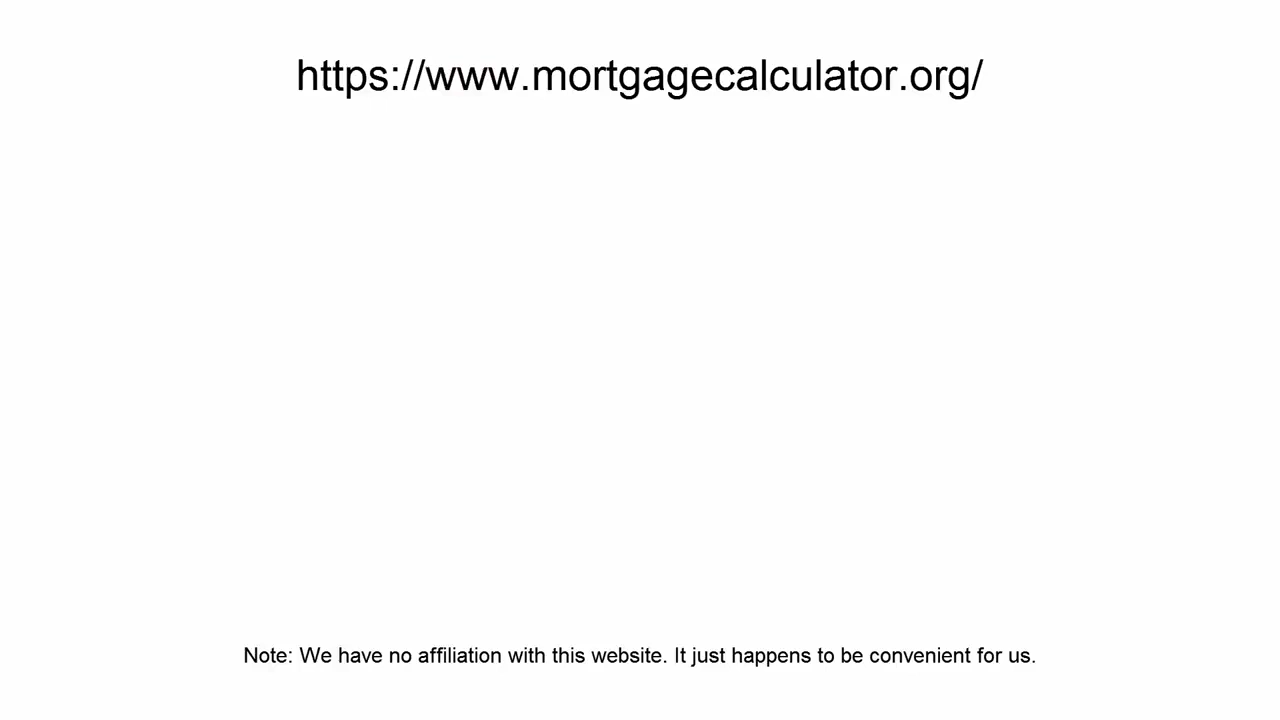 https://www.mortgagecalculator.org/
Note: We have no affiliation with this website. It just happens to be convenient for us.